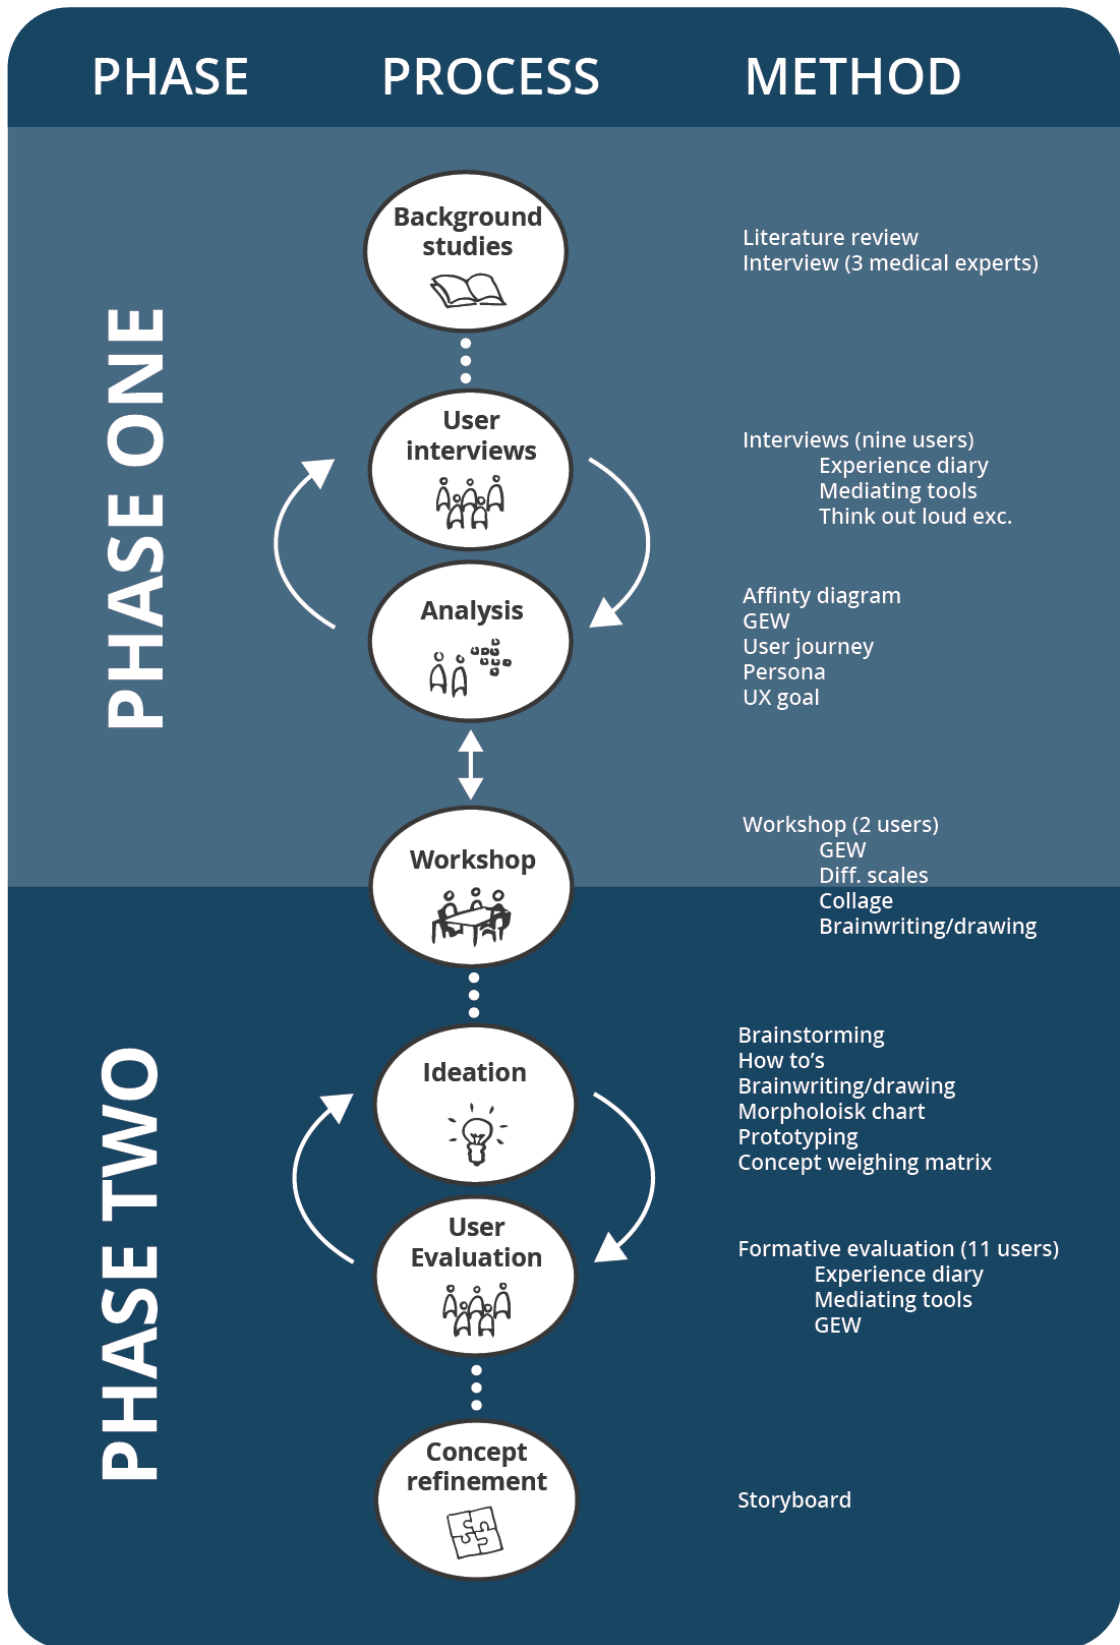 PHASE PROCESS METHOD
PHASE ONE
Background
studies
Literature review
Interview (3 medical experts)
User
interviews
Interviews (nine users)
Experience diary
Mediating tools
Think out loud exc.
Analysis
Affinty diagram
GEW
User journey
Persona
UX goal
Workshop
Workshop (2 users)
GEW
Diff. scales
Collage
Brainwriting/drawing
PHASE TWO
Ideation
Brainstorming
How to’s
Brainwriting/drawing
Morpholoisk chart
Prototyping
Concept weighing matrix
User
Evaluation
Formative evaluation (11 users)
Experience diary
Mediating tools
GEW
Concept
refinement
Storyboard